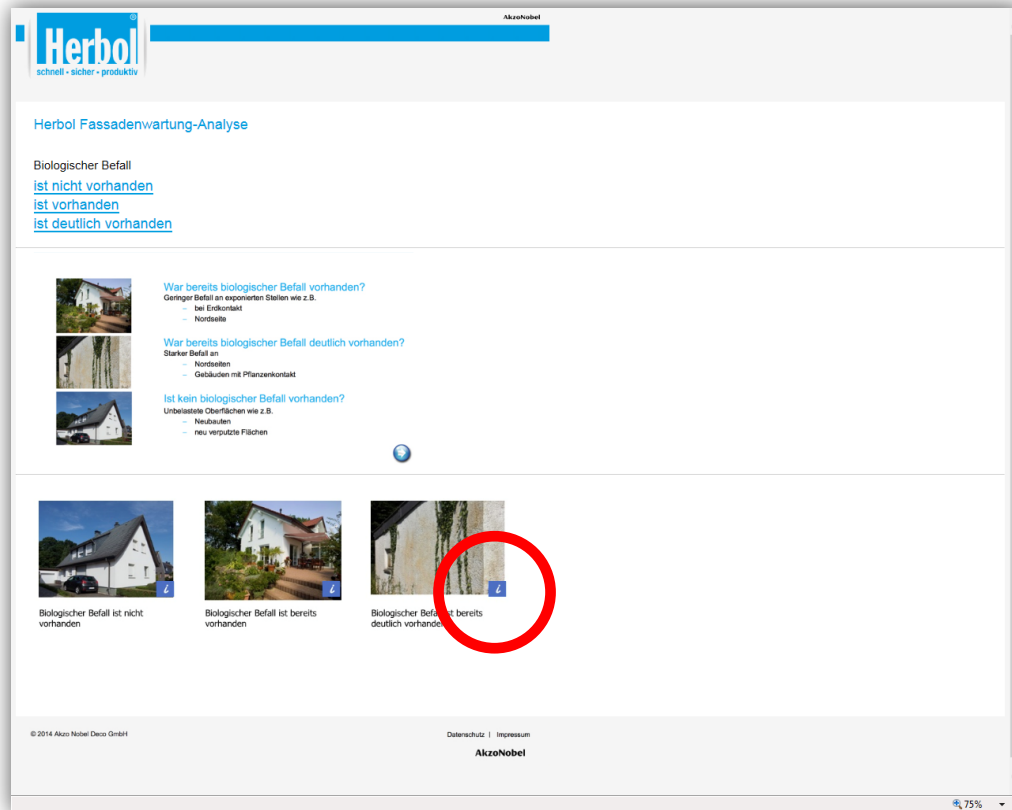 AkzoNobel
Herbol®
schnell • sicher • produktiv
Herbol Fassadenwartung-Analyse
Biologischer Befall
ist nicht vorhanden
ist vorhanden
ist deutlich vorhanden
War bereits biologischer Befall vorhanden?
Geringer Befall an exponierten Stellen wie z.B.
– bei Erdkontakt
– Nordseite
War bereits biologischer Befall deutlich vorhanden?
Starker Befall an
– Nordseiten
– Gebäuden mit Pflanzenkontakt
Ist kein biologischer Befall vorhanden?
Unbelastete Oberflächen wie z.B.
– Neubauten
– neu verputzte Flächen
i
i
i
Biologischer Befall ist nicht
vorhanden
Biologischer Befall ist bereits
vorhanden
Biologischer Befall ist bereits
deutlich vorhanden
© 2014 Akzo Nobel Deco GmbH
Datenschutz | Impressum
AkzoNobel
75%